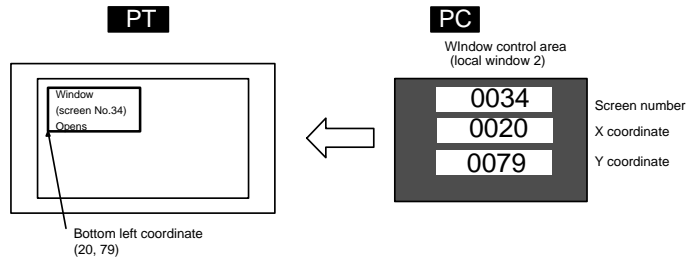 PT
PC
WIndow control area
(local window 2)
Window
(screen No.34)
Opens
0034
Screen number
0020
X coordinate
0079
Y coordinate
Bottom left coordinate
(20, 79)